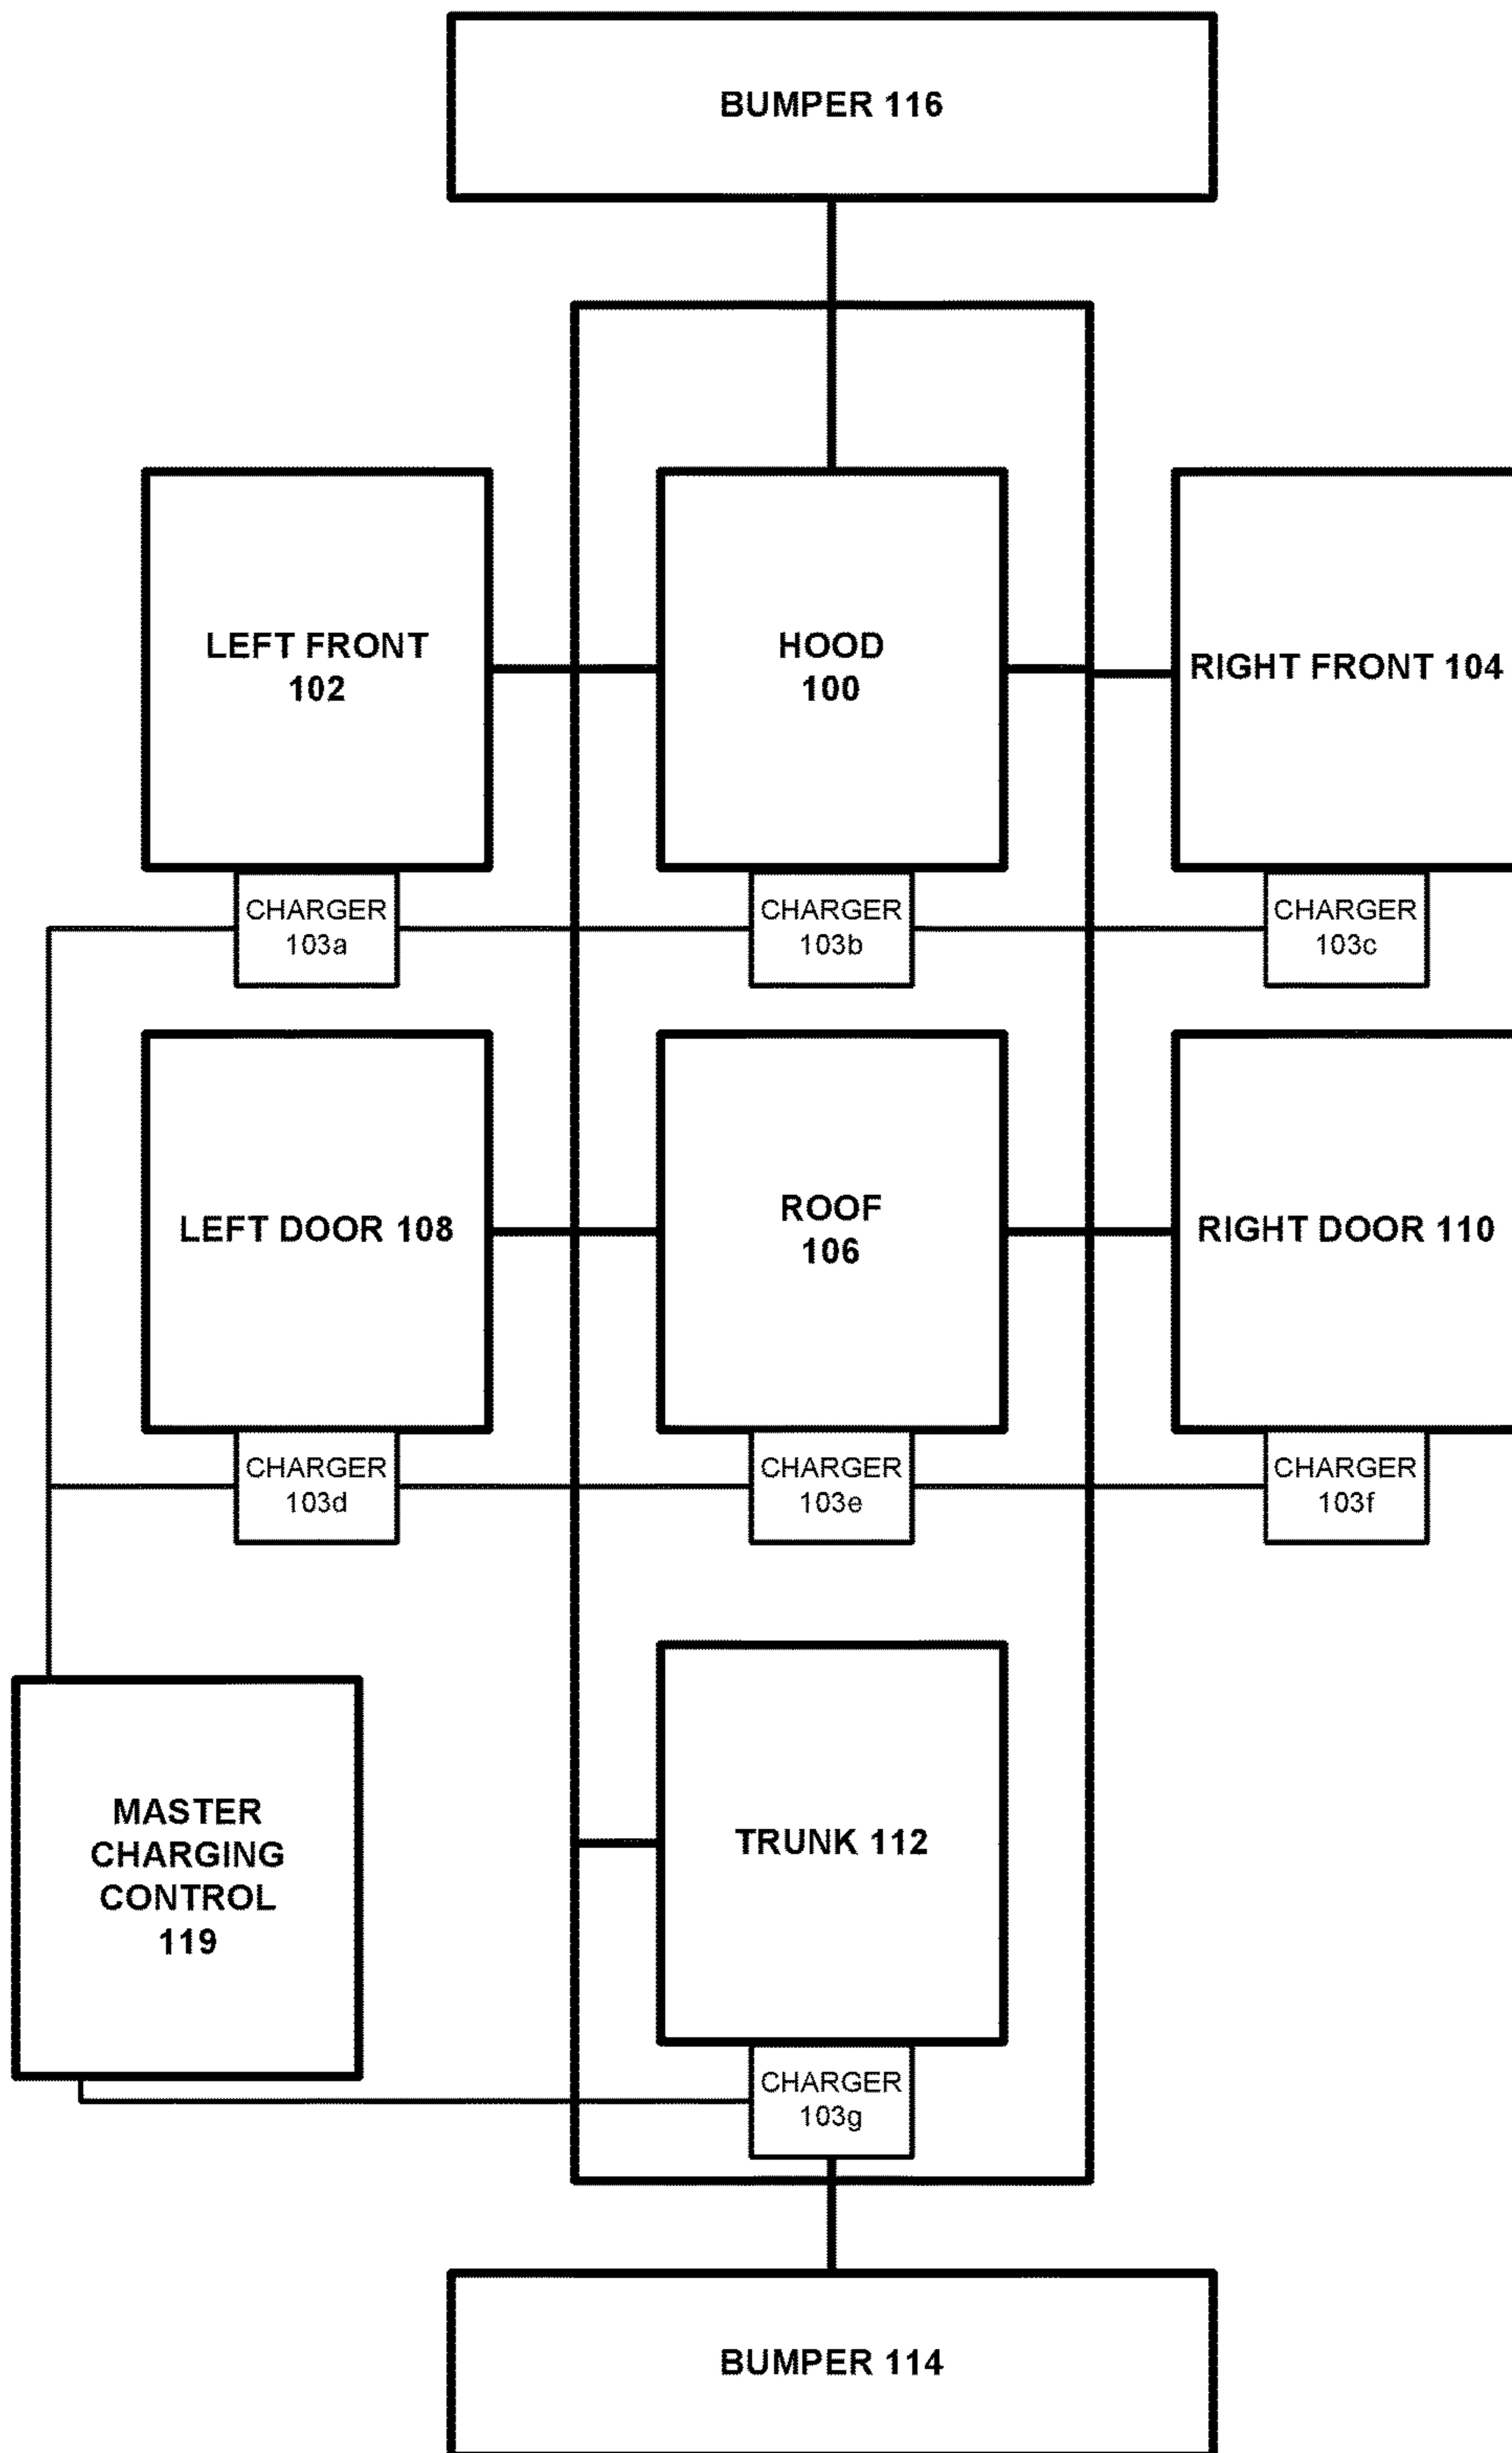 BUMPER 116
LEFT FRONT
102
HOOD
100
RIGHT FRONT 104
CHARGER
103a
CHARGER
103b
CHARGER
103c
LEFT DOOR 108
ROOF
106
RIGHT DOOR 110
CHARGER
103d
CHARGER
103e
CHARGER
103f
MASTER
CHARGING
CONTROL
119
TRUNK 112
CHARGER
103g
BUMPER 114